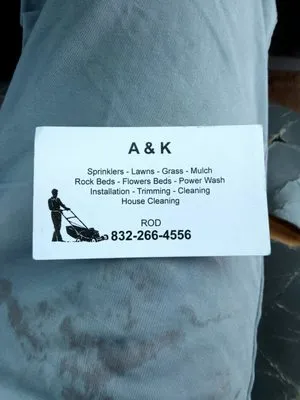 A & K
Sprinklers - Lawns - Grass - Mulch
Rock Beds - Flowers Beds - Power Wash
Installation - Trimming - Cleaning
House Cleaning
ROD
832-266-4556